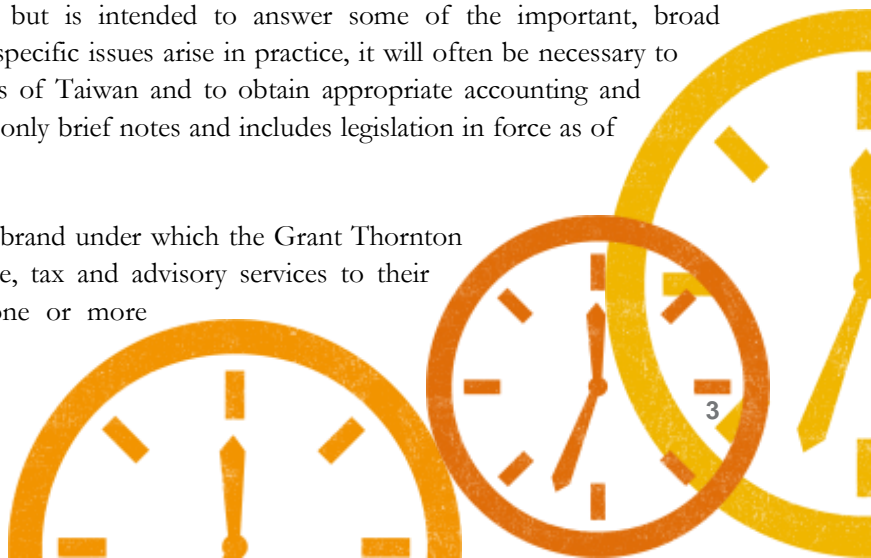 but is intended to answer some of the important, broad
specific issues arise in practice, it will often be necessary to
s of Taiwan and to obtain appropriate accounting and
only brief notes and includes legislation in force as of
brand under which the Grant Thornton
e, tax and advisory services to their
one or more
3